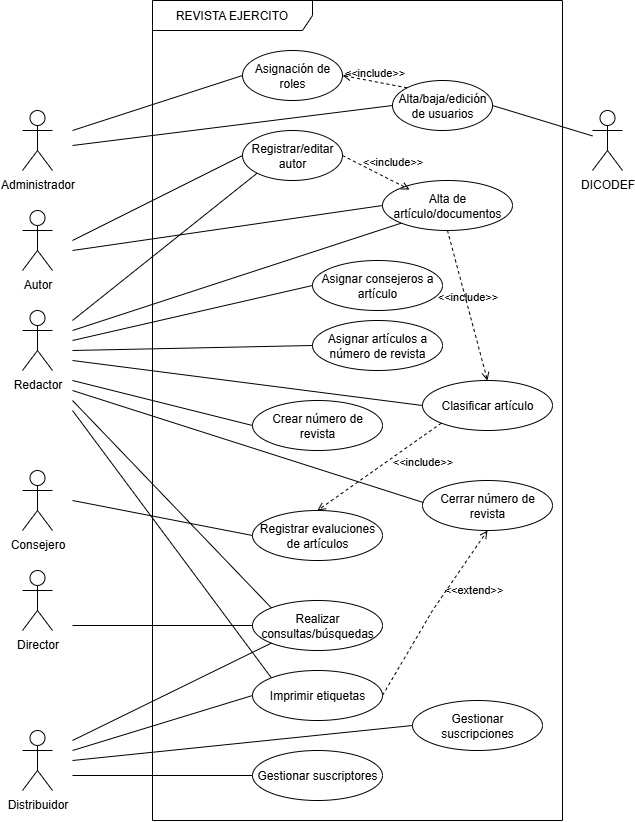 REVISTA EJERCITO
Asignación de
roles
<<include>>
Alta/baja/edición
de usuarios
Administrador
DICODEF
Registrar/editar
autor
<<include>>
Alta de
artículo/documentos
Autor
Asignar consejeros a
artículo
<<include>>
Asignar artículos a
número de revista
Redactor
Clasificar artículo
Crear número de
revista
<<include>>
Cerrar número de
revista
Registrar evaluciones
de artículos
Consejero
<<extend>>
Realizar
consultas/búsquedas
Director
Imprimir etiquetas
Gestionar
suscripciones
Gestionar suscriptores
Distribuidor